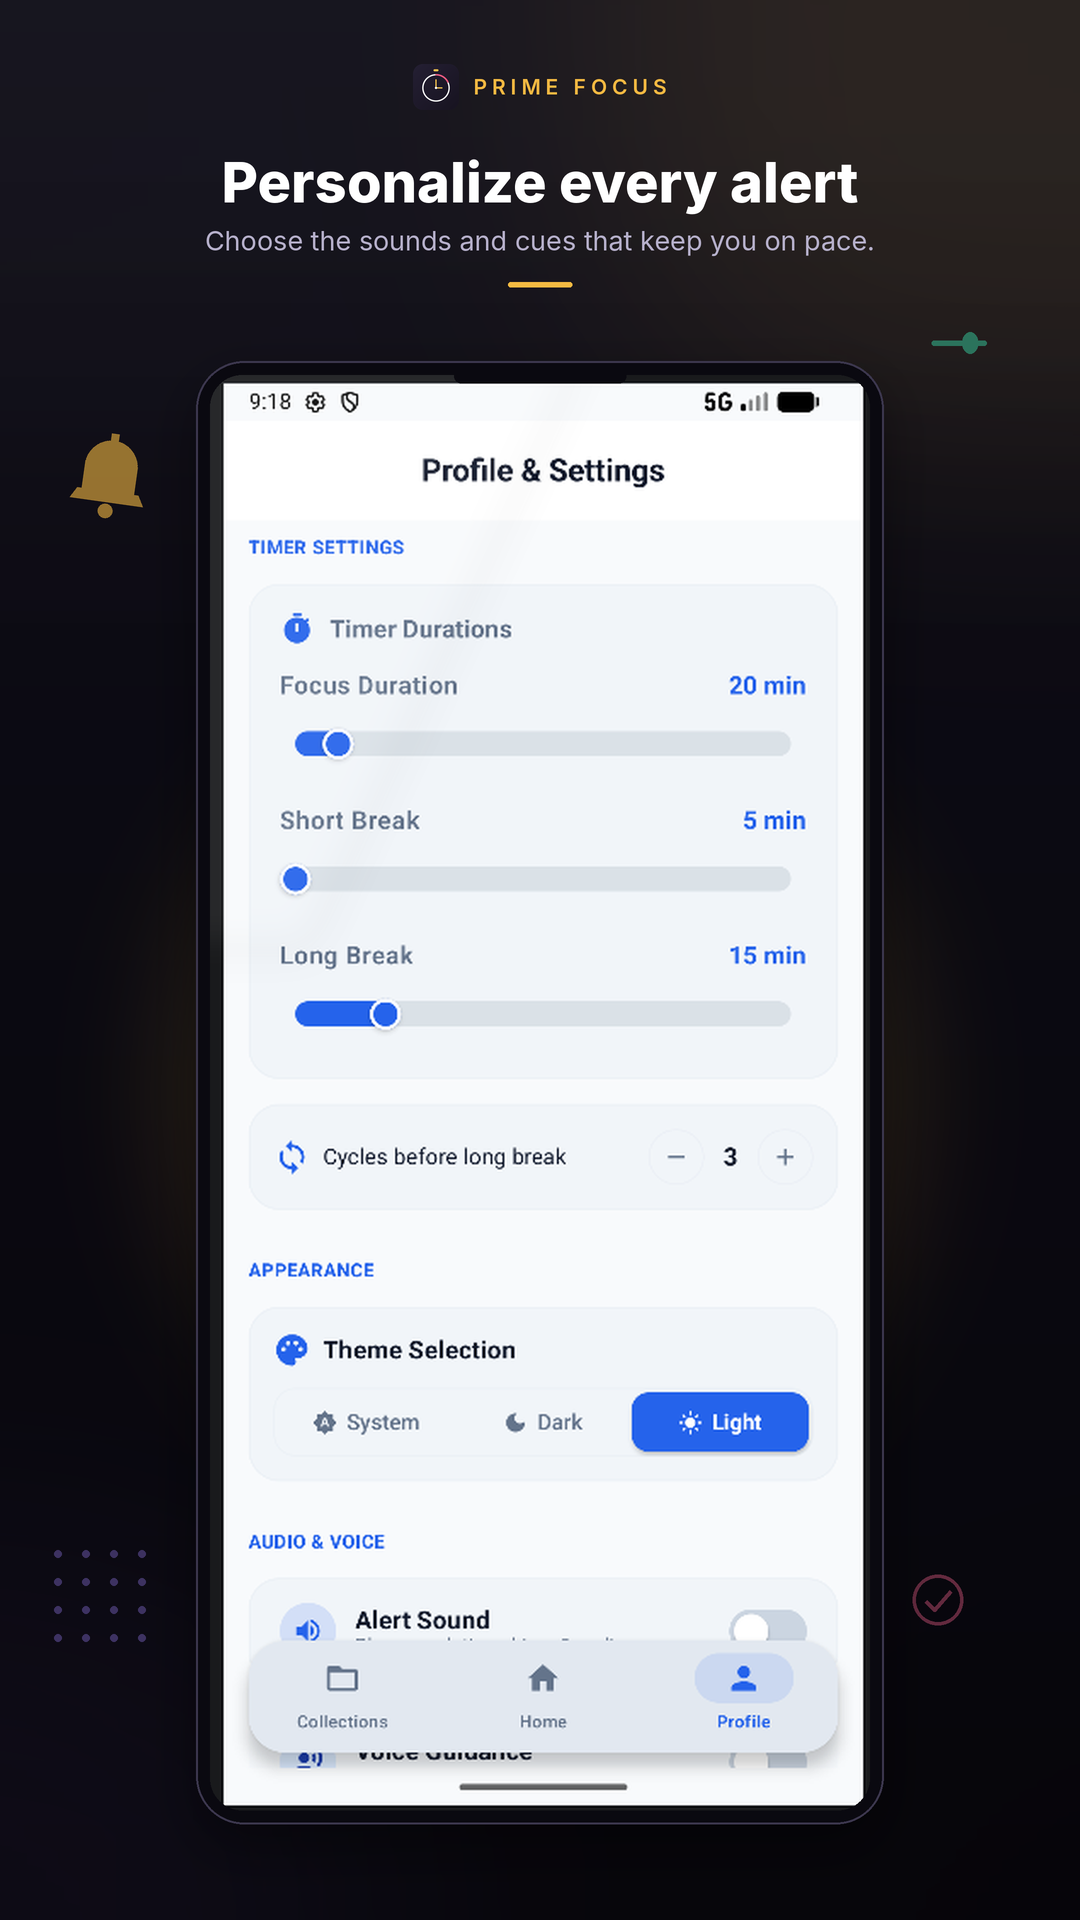 PRIME FOCUS
Personalize every alert
Choose the sounds and cues that keep you on pace.
9:18
5G
Profile & Settings
TIMER SETTINGS
Timer Durations
Focus Duration 20 min
Short Break 5 min
Long Break 15 min
Cycles before long break 3
APPEARANCE
Theme Selection
System Dark Light
AUDIO & VOICE
Alert Sound
Collections Home Profile
Voice Guidance